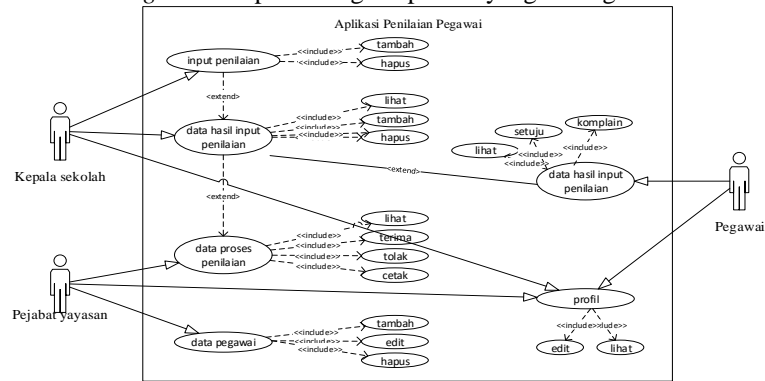 Aplikasi Penilaian Pegawai
input penilaian
<<include>>
tambah
<<include>>
hapus
<extend>
Kepala sekolah
data hasil input
penilaian
<<include>>
lihat
<<include>>
tambah
<<include>>
hapus
<extend>
setuju
komplain
lihat
<<include>>
<<include>>
<<include>>
data hasil input
penilaian
<extend>
Pegawai
data proses
penilaian
<<include>>
lihat
<<include>>
terima
<<include>>
tolak
<<include>>
cetak
Pejabat yayasan
profil
<<include>>
edit
lihat
data pegawai
<<include>>
tambah
<<include>>
edit
<<include>>
hapus